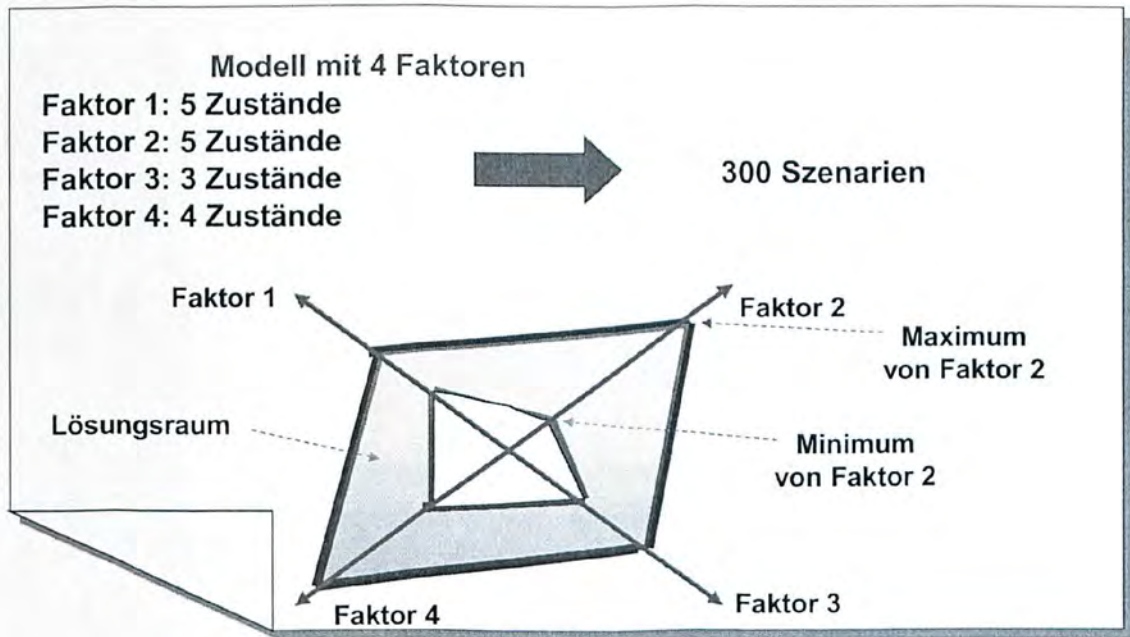 Modell mit 4 Faktoren
Faktor 1: 5 Zustände
Faktor 2: 5 Zustände
Faktor 3: 3 Zustände
Faktor 4: 4 Zustände
300 Szenarien
Faktor 1
Faktor 2
Maximum
von Faktor 2
Lösungsraum
Minimum
von Faktor 2
Faktor 4
Faktor 3